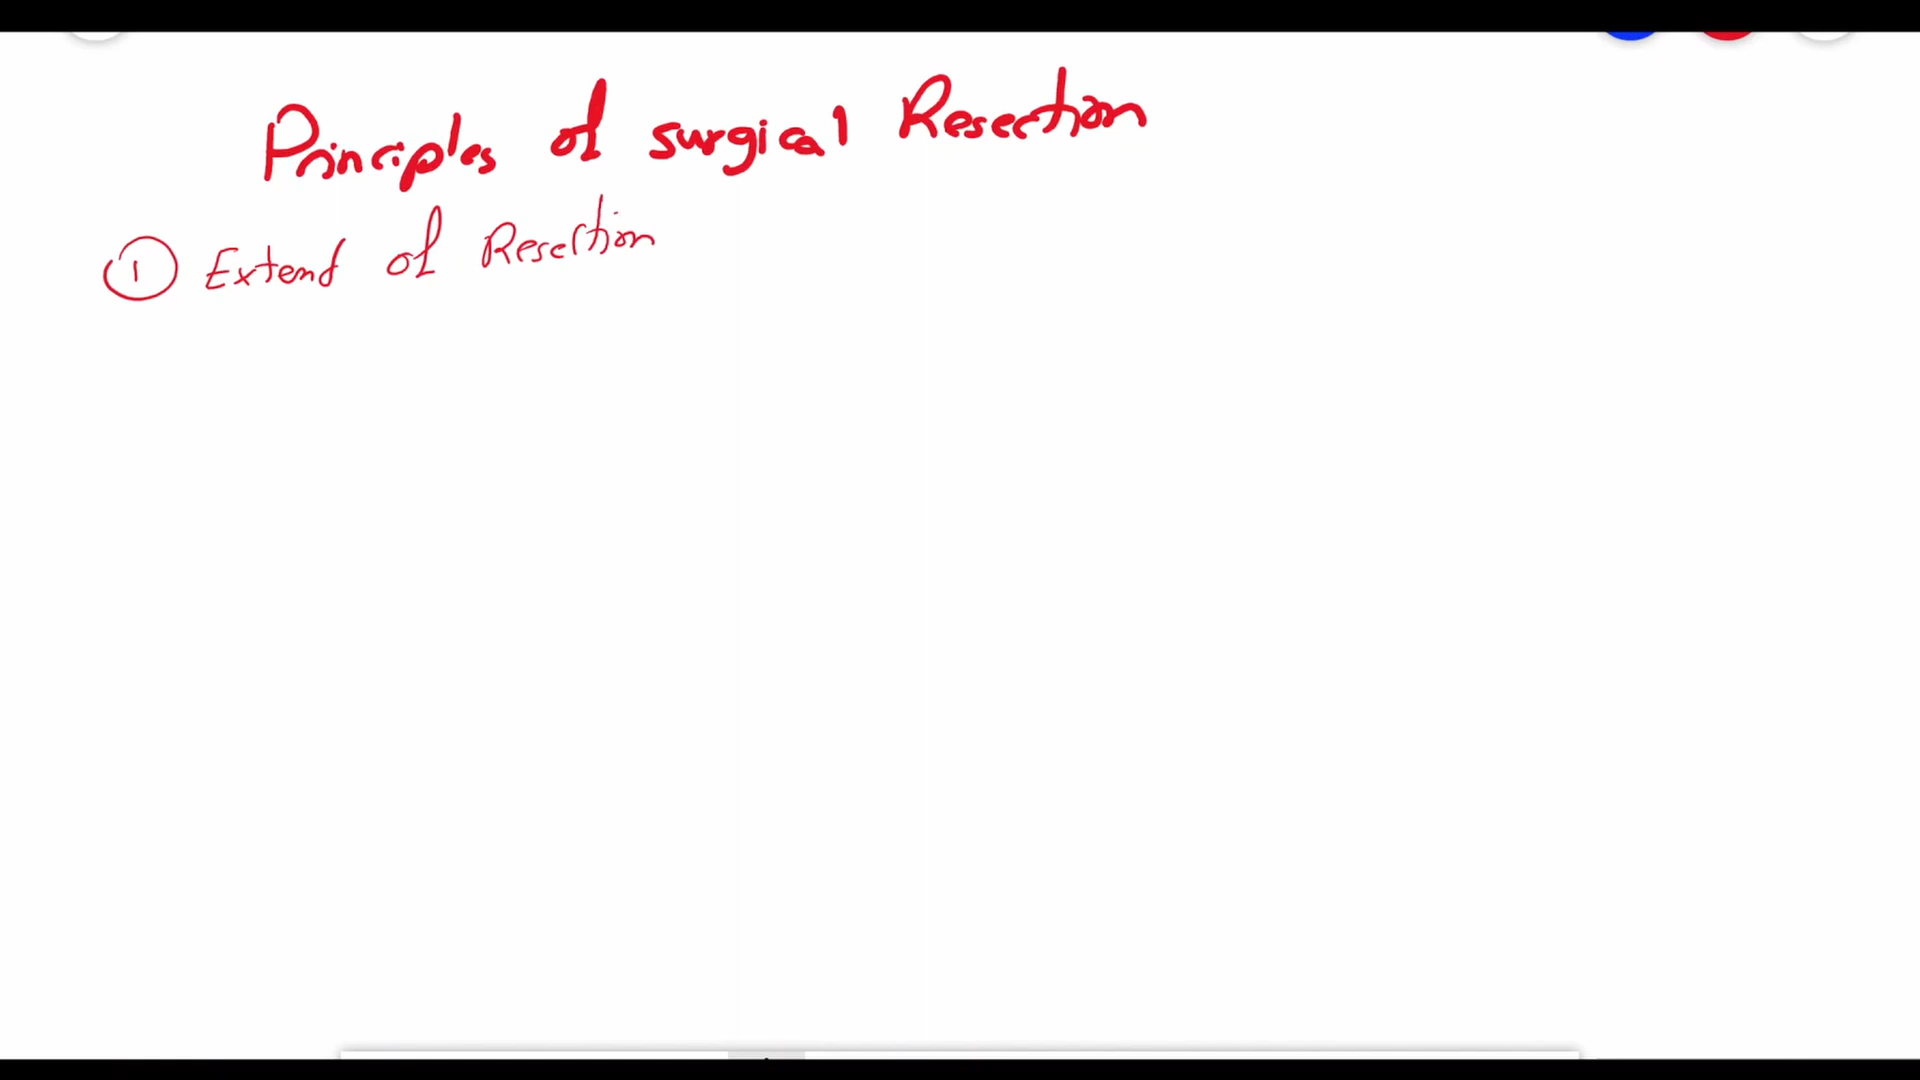 Principles of surgical Resection
① Extend of Resection